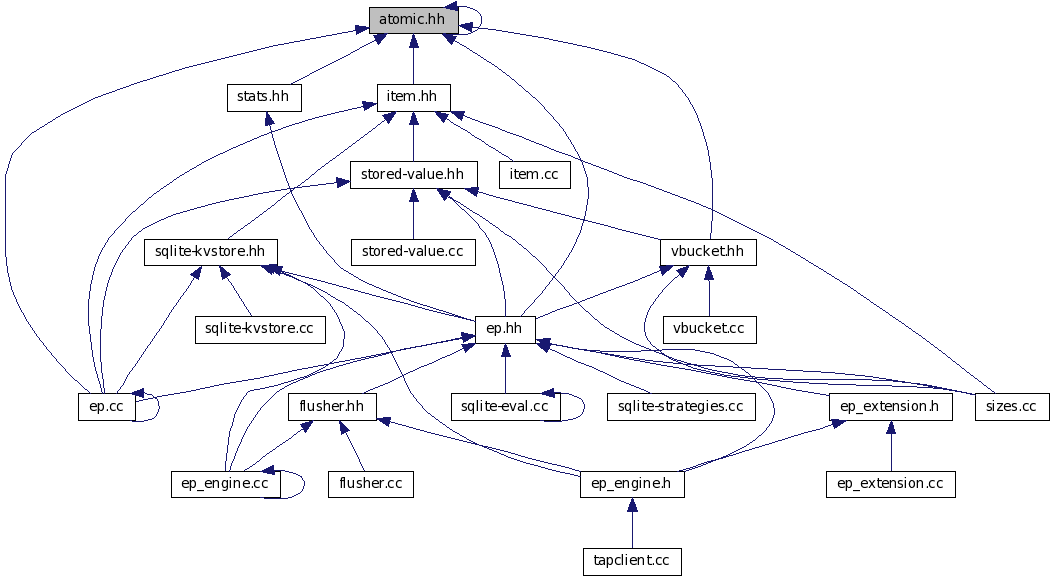 atomic.hh
stats.hh
item.hh
stored-value.hh
item.cc
sqlite-kvstore.hh
stored-value.cc
vbucket.hh
sqlite-kvstore.cc
ep.hh
vbucket.cc
ep.cc
flusher.hh
sqlite-eval.cc
sqlite-strategies.cc
ep_extension.h
sizes.cc
ep_engine.cc
flusher.cc
ep_engine.h
ep_extension.cc
tapclient.cc